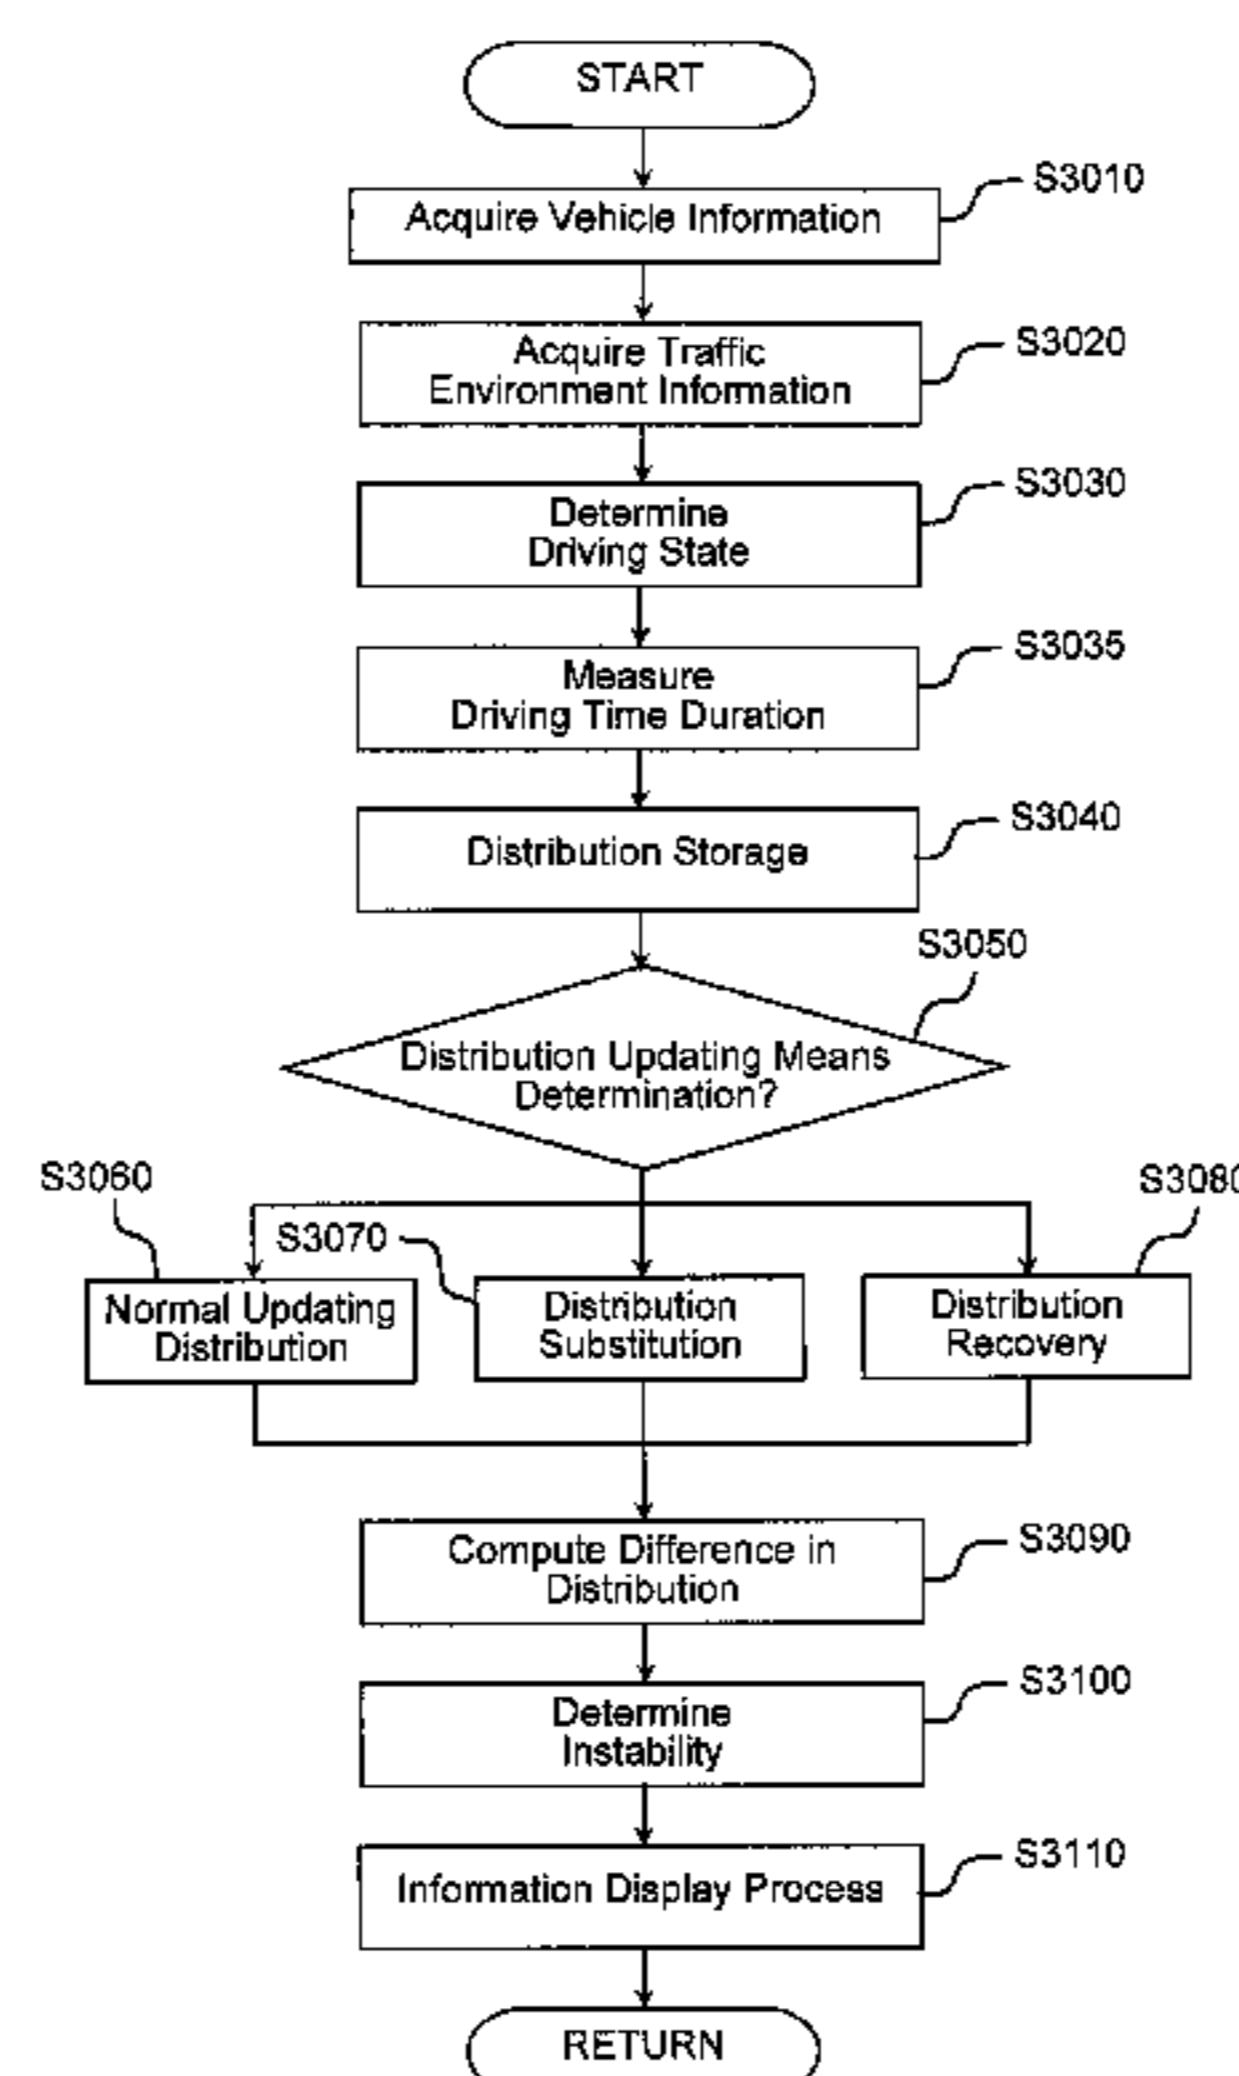 START
S3010
Acquire Vehicle Information
S3020
Acquire Traffic
Environment Information
S3030
Determine
Driving State
S3035
Measure
Driving Time Duration
S3040
Distribution Storage
S3050
Distribution Updating Means
Determination?
S3060
S3070
S3080
Normal Updating
Distribution
Distribution
Substitution
Distribution
Recovery
S3090
Compute Difference in
Distribution
S3100
Determine
Instability
S3110
Information Display Process
RETURN